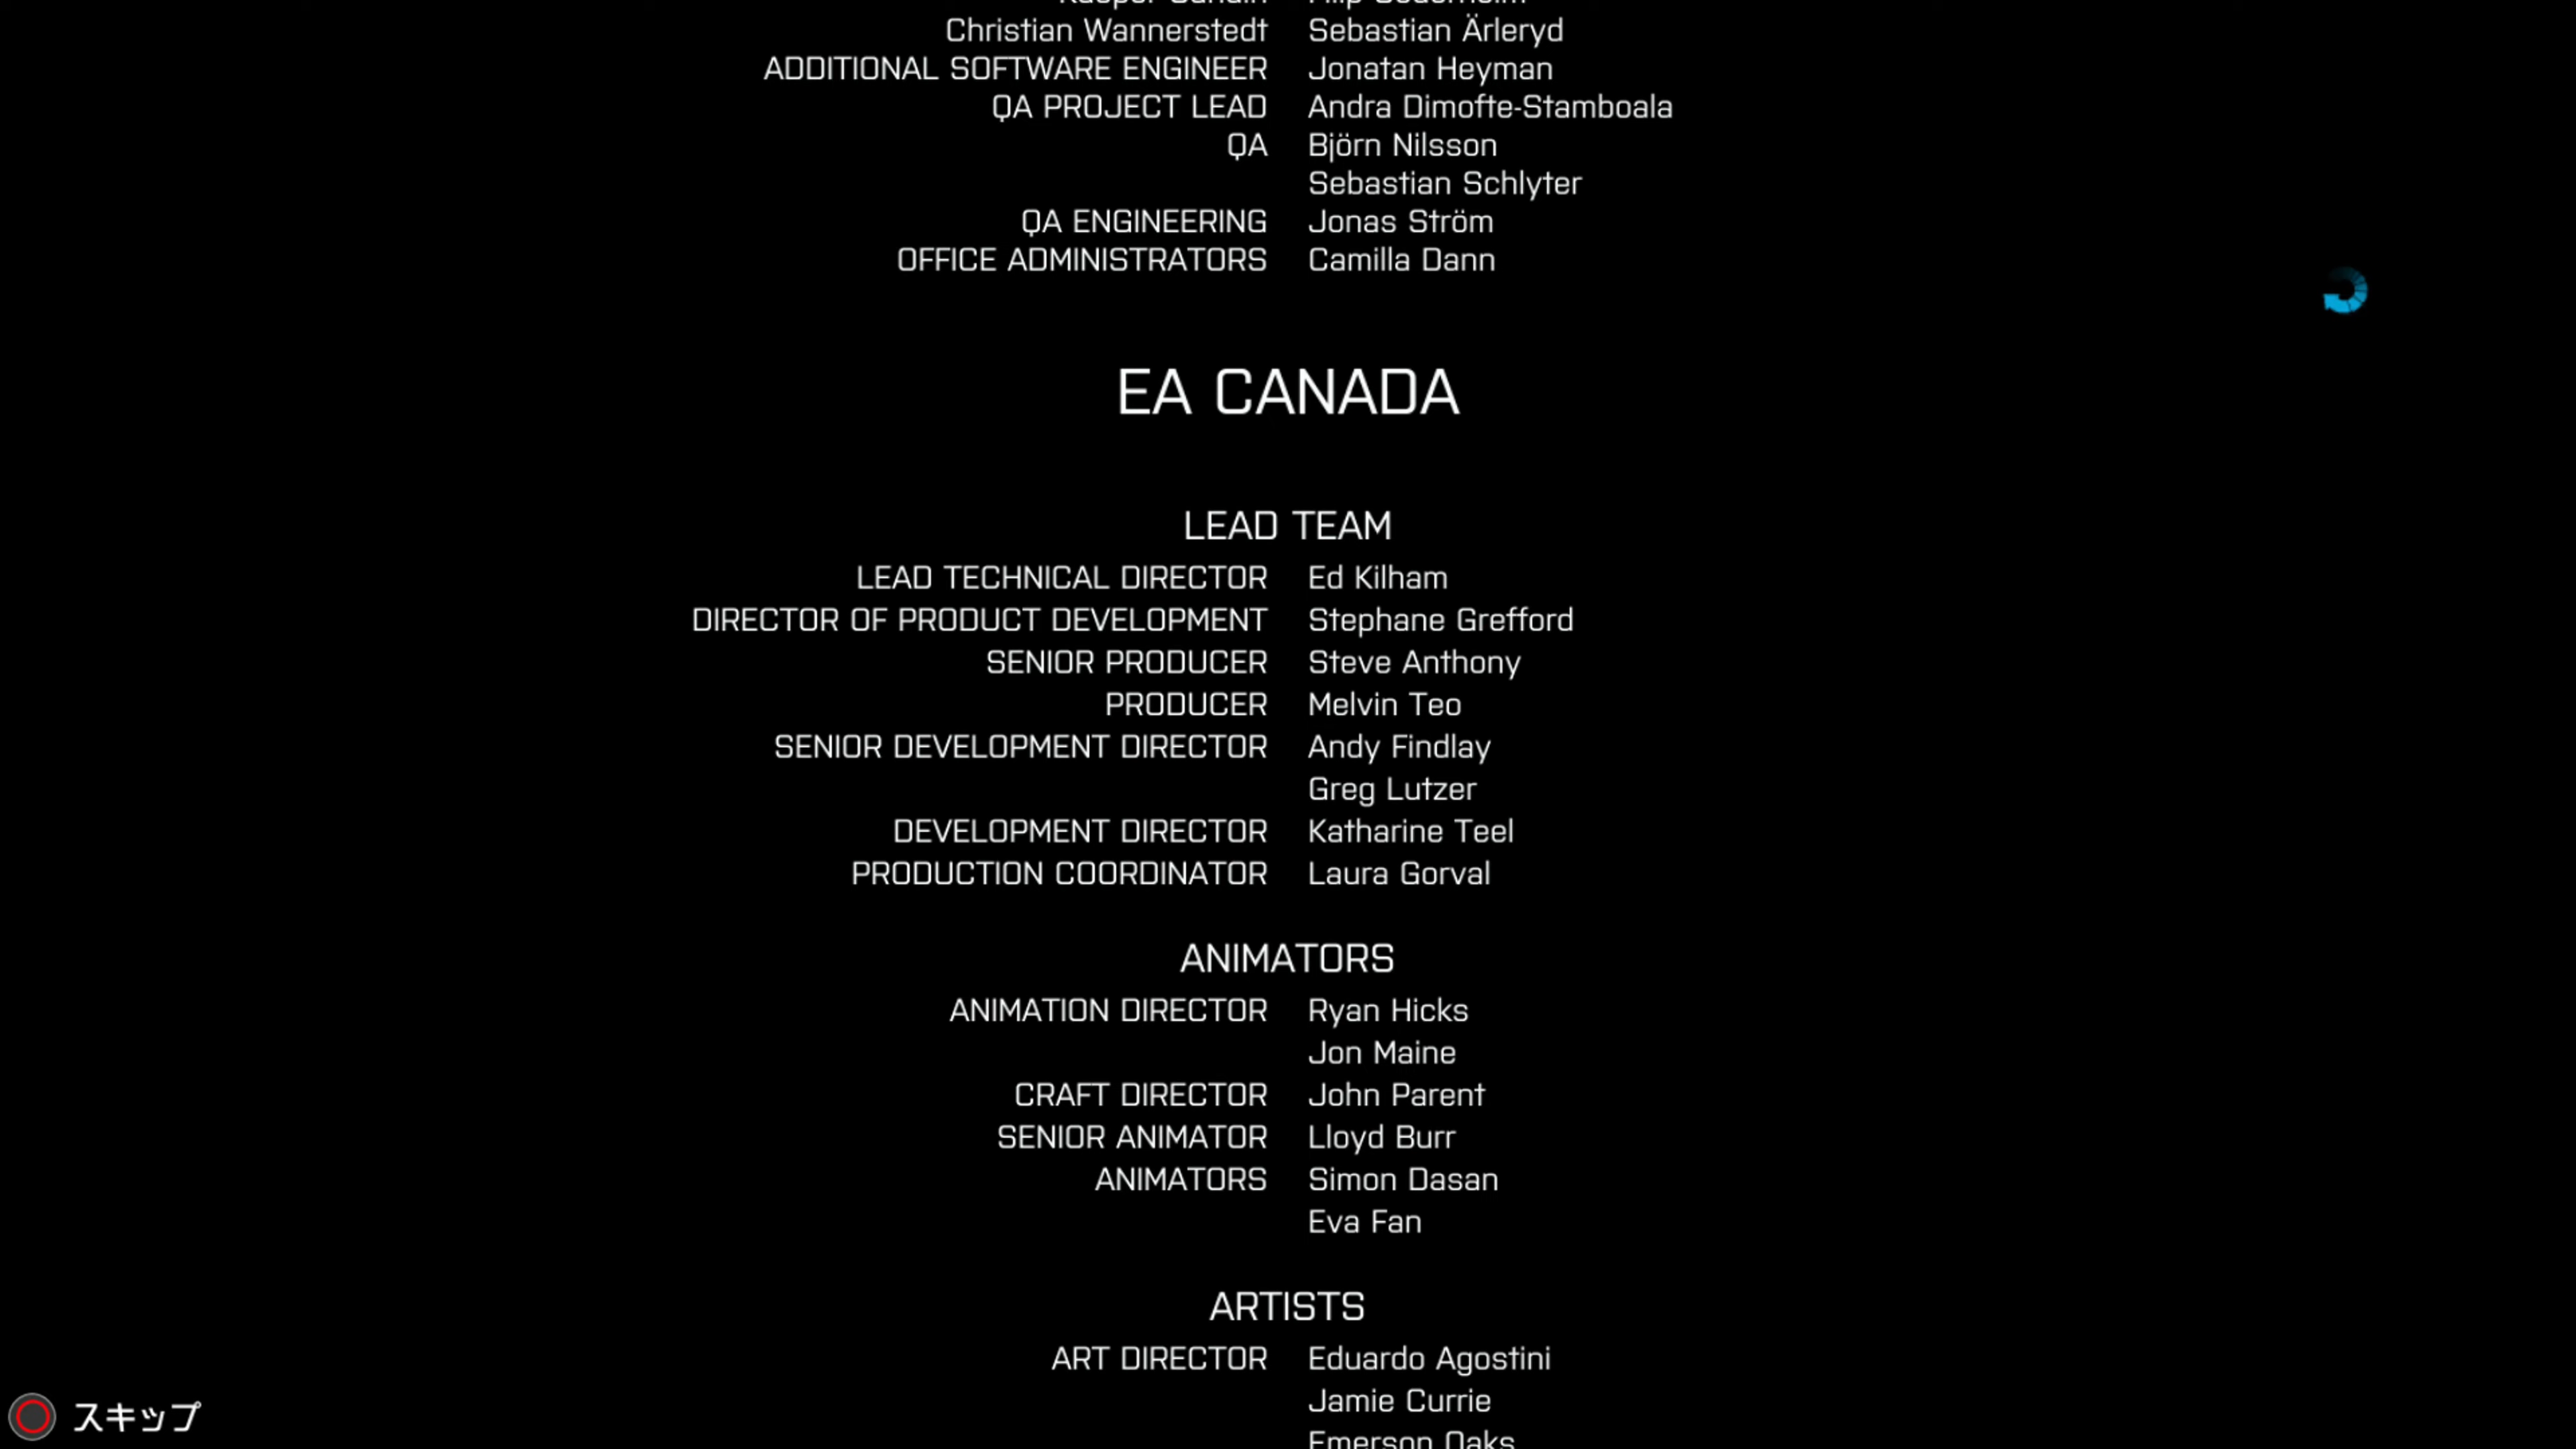 Christian Wannerstedt Sebastian Ärleryd
ADDITIONAL SOFTWARE ENGINEER Jonatan Heyman
QA PROJECT LEAD Andra Dimofte-Stamboala
QA Björn Nilsson
Sebastian Schlyter
QA ENGINEERING Jonas Ström
OFFICE ADMINISTRATORS Camilla Dann
EA CANADA
LEAD TEAM
LEAD TECHNICAL DIRECTOR Ed Kilham
DIRECTOR OF PRODUCT DEVELOPMENT Stephane Grefford
SENIOR PRODUCER Steve Anthony
PRODUCER Melvin Teo
SENIOR DEVELOPMENT DIRECTOR Andy Findlay
Greg Lutzer
DEVELOPMENT DIRECTOR Katharine Teel
PRODUCTION COORDINATOR Laura Gorval
ANIMATORS
ANIMATION DIRECTOR Ryan Hicks
Jon Maine
CRAFT DIRECTOR John Parent
SENIOR ANIMATOR Lloyd Burr
ANIMATORS Simon Dasan
Eva Fan
ARTISTS
ART DIRECTOR Eduardo Agostini
Jamie Currie
Emerson Oaks
スキップ